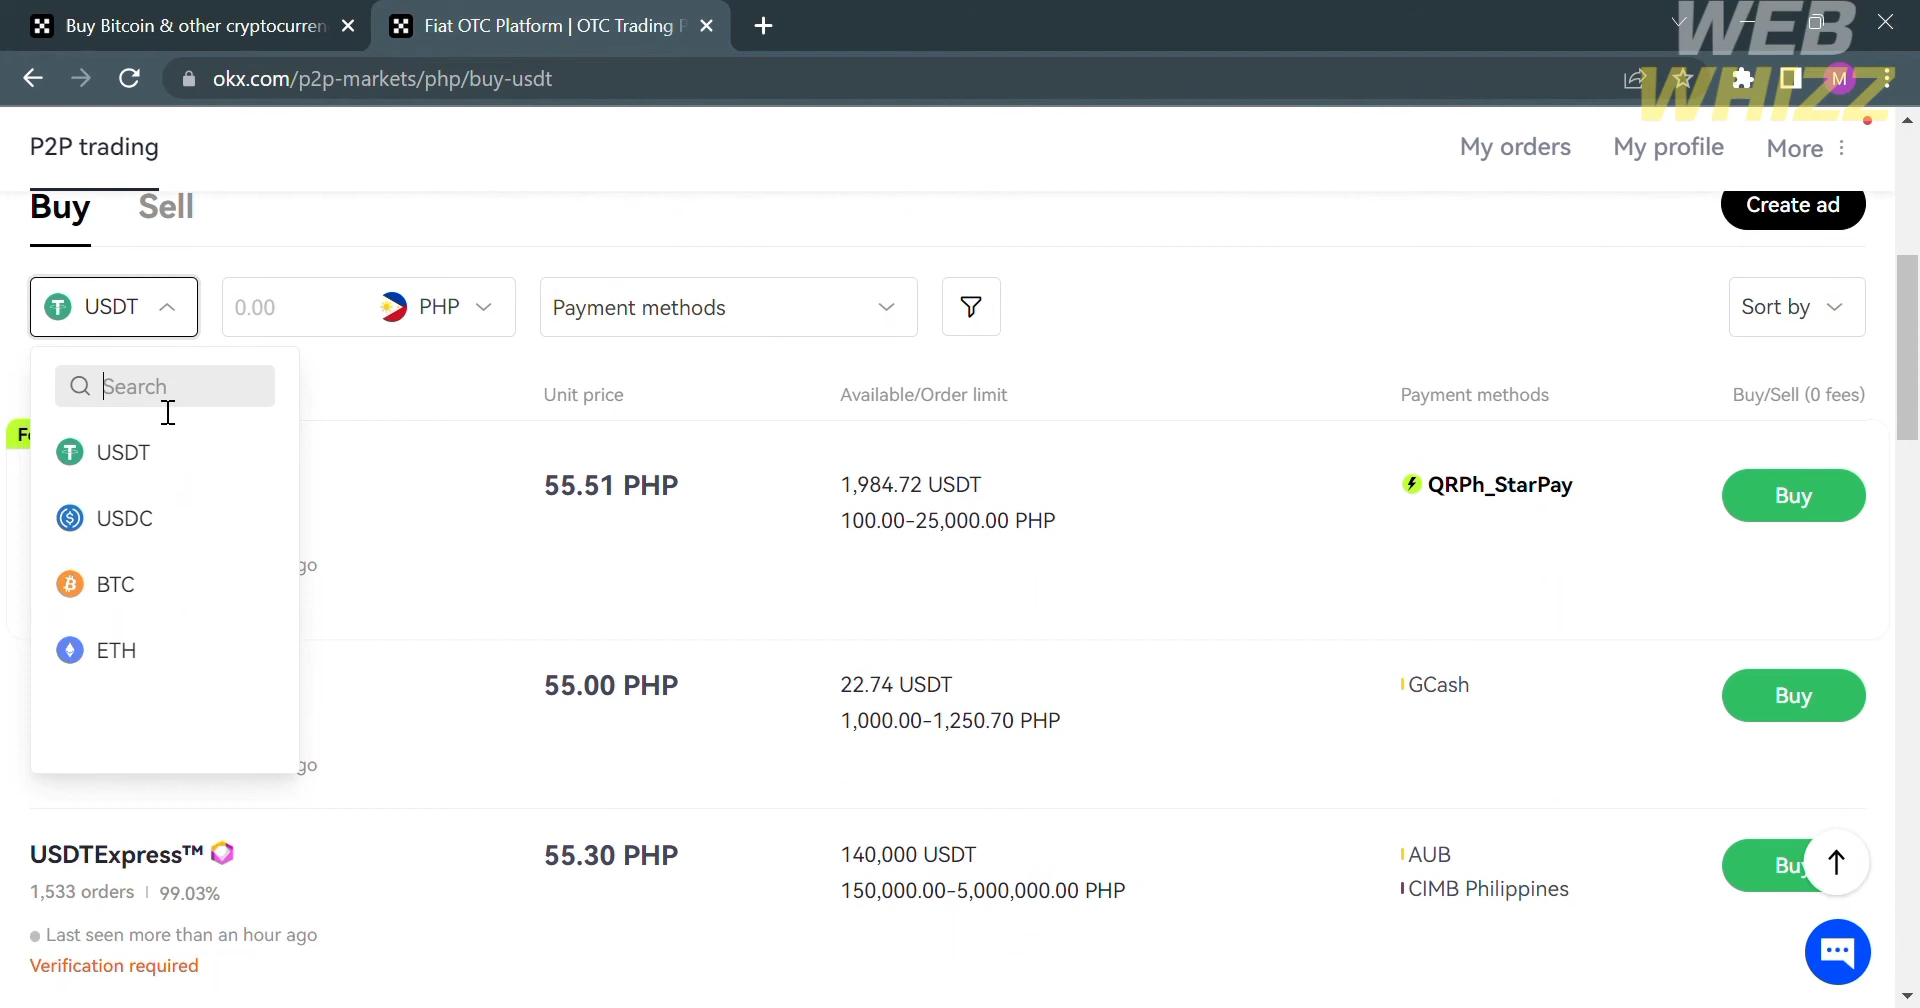 Buy Bitcoin & other cryptocurren
Fiat OTC Platform | OTC Trading P
WEB
WHIZZ
okx.com/p2p-markets/php/buy-usdt
M
P2P trading
My orders
My profile
More
Buy
Sell
Create ad
USDT
0.00
PHP
Payment methods
Sort by
Search
Unit price
Available/Order limit
Payment methods
Buy/Sell (0 fees)
USDT
USDC
BTC
ETH
55.51 PHP
1,984.72 USDT
100.00-25,000.00 PHP
QRPh_StarPay
Buy
go
55.00 PHP
22.74 USDT
1,000.00-1,250.70 PHP
GCash
Buy
go
USDTExpress™
1,533 orders | 99.03%
Last seen more than an hour ago
Verification required
55.30 PHP
140,000 USDT
150,000.00-5,000,000.00 PHP
AUB
CIMB Philippines
Buy